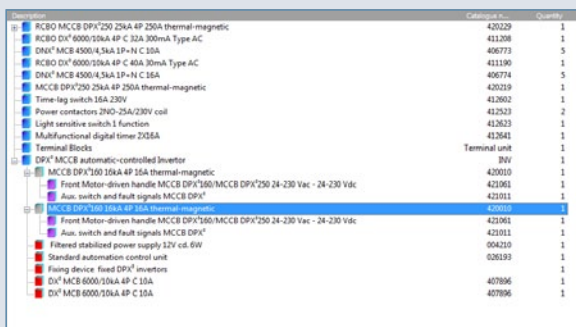 Description Catalogue n... Quantity
RCBO MCCB DPX³250 25kA 4P 250A thermal-magnetic 420229 1
RCBO DX³ 6000/10kA 4P C 32A 300mA Type AC 411208 1
DNX³ MCB 4500/4,5kA 1P+N C 10A 406773 5
RCBO DX³ 6000/10kA 4P C 40A 30mA Type AC 411190 1
DNX³ MCB 4500/4,5kA 1P+N C 16A 406774 5
MCCB DPX³250 25kA 4P 250A thermal-magnetic 420219 1
Time-lag switch 16A 230V 412602 1
Power contactors 2NO-25A/230V coil 412523 2
Light sensitive switch 1 function 412623 1
Multifunctional digital timer 2X16A 412641 1
Terminal Blocks Terminal unit 1
DPX³ MCCB automatic-controlled Invertor INV 1
MCCB DPX³160 16kA 4P 16A thermal-magnetic 420010 1
Front Motor-driven handle MCCB DPX³160/MCCB DPX³250 24-230 Vac - 24-230 Vdc 421061 1
Aux. switch and fault signals MCCB DPX³ 421011 1
MCCB DPX³160 16kA 4P 16A thermal-magnetic 420010 1
Front Motor-driven handle MCCB DPX³160/MCCB DPX³250 24-230 Vac - 24-230 Vdc 421061 1
Aux. switch and fault signals MCCB DPX³ 421011 1
Filtered stabilized power supply 12V cd. 6W 004210 1
Standard automation control unit 026193 1
Fixing device fixed DPX³ invertors 1
DX³ MCB 6000/10kA 4P C 10A 407896 1
DX³ MCB 6000/10kA 4P C 10A 407896 1